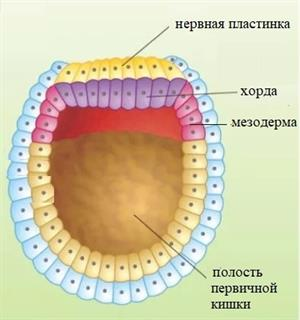 нервная пластинка
хорда
мезодерма
полость
первичной
кишки